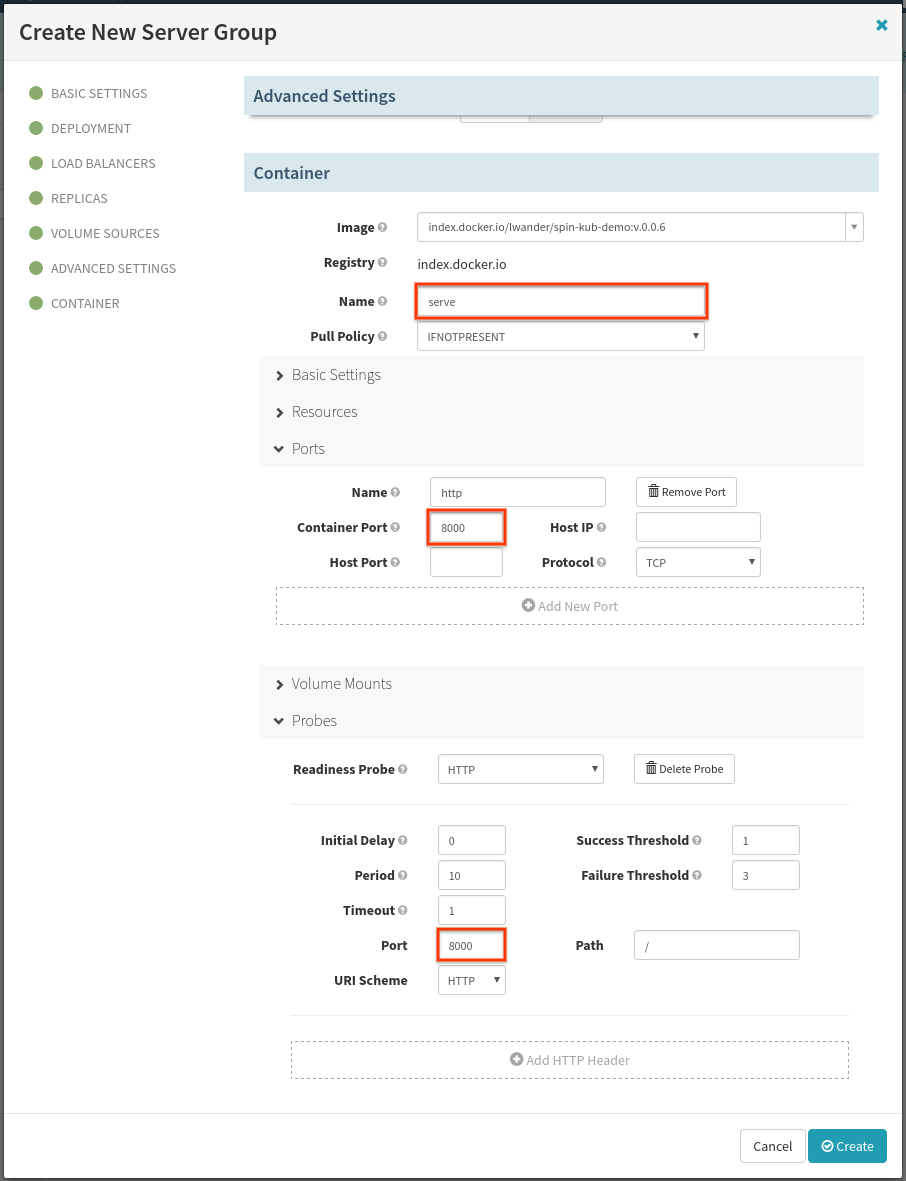 Create New Server Group
BASIC SETTINGS
DEPLOYMENT
LOAD BALANCERS
REPLICAS
VOLUME SOURCES
ADVANCED SETTINGS
CONTAINER
Advanced Settings
Container
Image index.docker.io/lwander/spin-kub-demo:v.0.0.6
Registry index.docker.io
Name serve
Pull Policy IFNOTPRESENT
Basic Settings
Resources
Ports
Name http Remove Port
Container Port 8000 Host IP
Host Port Protocol TCP
Add New Port
Volume Mounts
Probes
Readiness Probe HTTP Delete Probe
Initial Delay 0 Success Threshold 1
Period 10 Failure Threshold 3
Timeout 1
Port 8000 Path /
URI Scheme HTTP
Add HTTP Header
Cancel Create